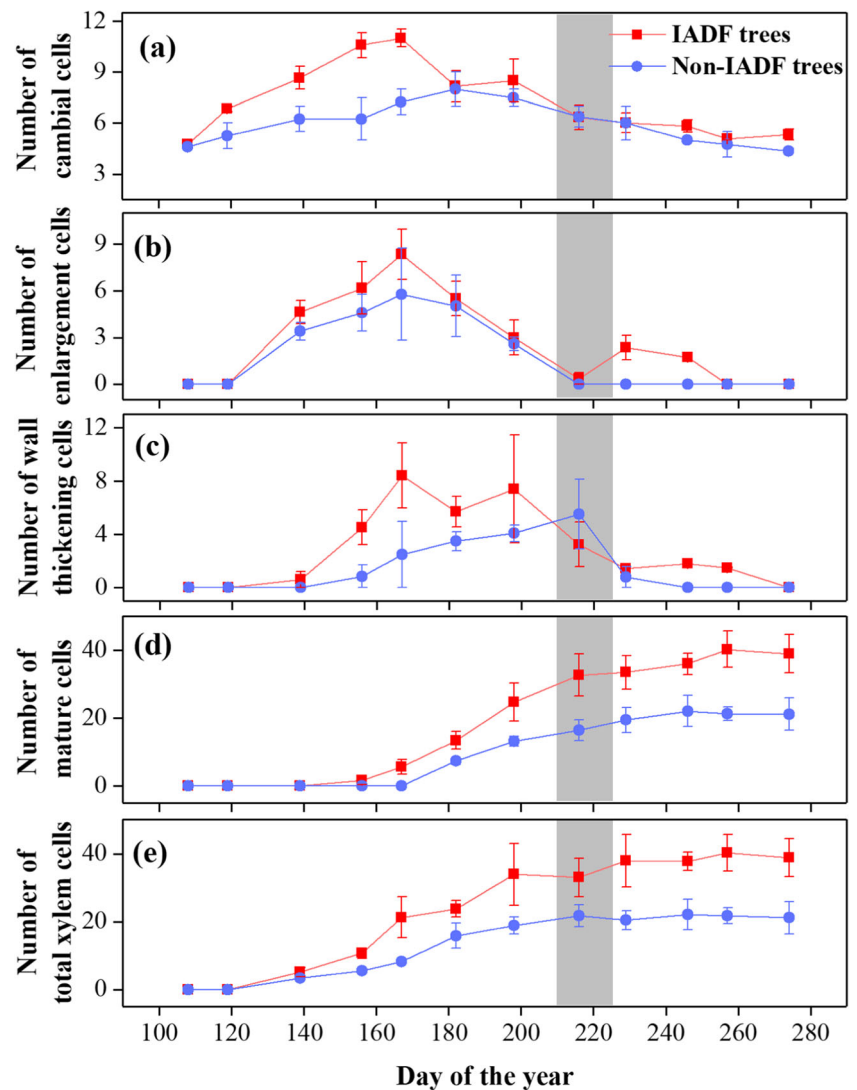 12
9
6
3
Number of
cambial cells
(a)
IADF trees
Non-IADF trees
9
6
3
0
Number of
enlargement cells
(b)
12
8
4
0
Number of wall
thickening cells
(c)
40
20
0
Number of
mature cells
(d)
40
20
0
Number of
total xylem cells
(e)
100 120 140 160 180 200 220 240 260 280
Day of the year